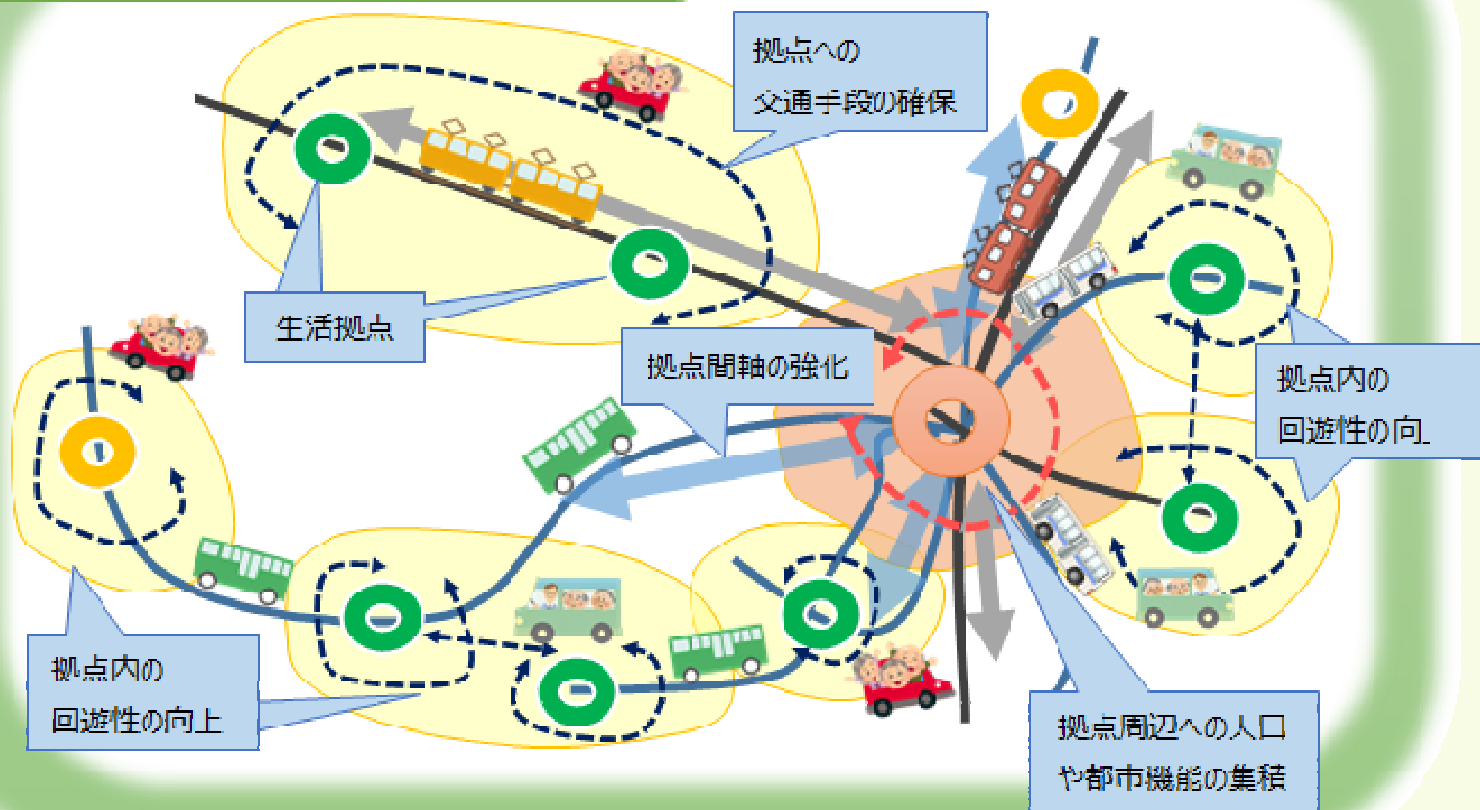 拠点への
交通手段の確保
生活拠点
拠点間軸の強化
拠点内の
回遊性の向
拠点内の
回遊性の向上
拠点周辺への人口
や都市機能の集積